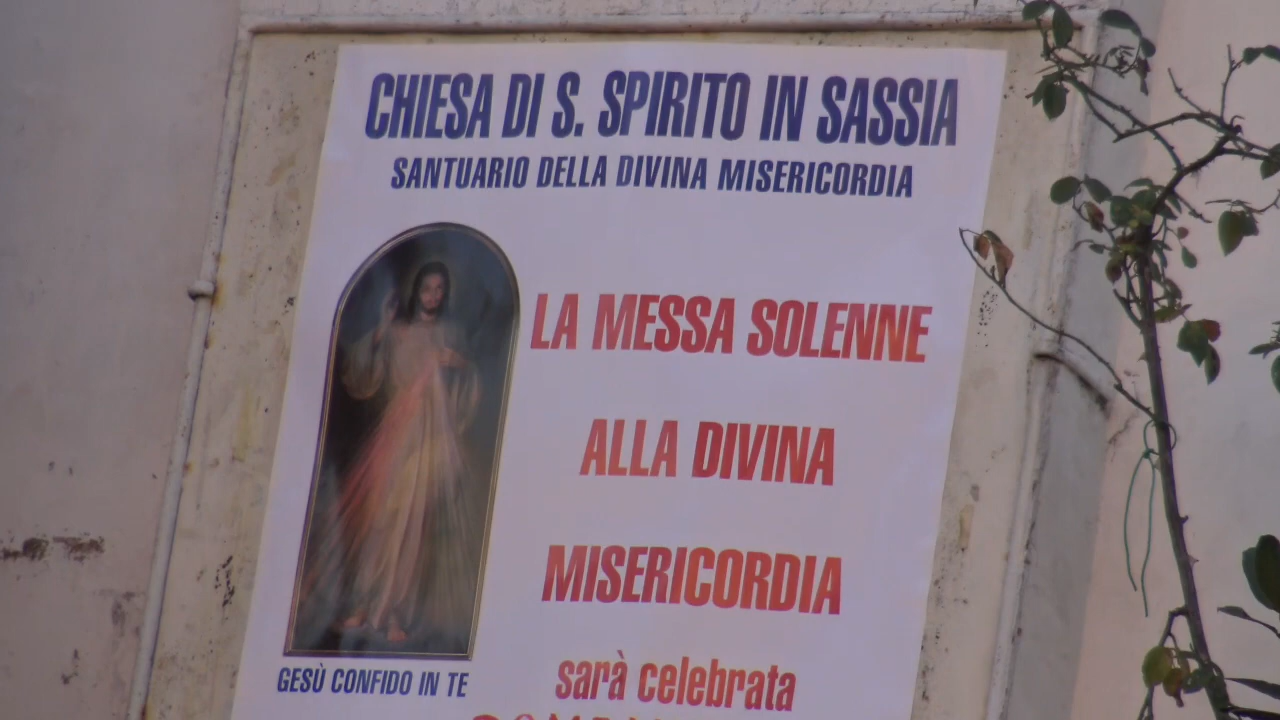 CHIESA DI S. SPIRITO IN SASSIA
SANTUARIO DELLA DIVINA MISERICORDIA
LA MESSA SOLENNE
ALLA DIVINA
MISERICORDIA
sarà celebrata
GESÙ CONFIDO IN TE